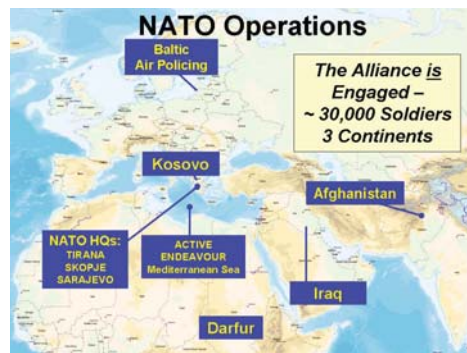 NATO Operations
Baltic
Air Policing
The Alliance is
Engaged –
~ 30,000 Soldiers
3 Continents
Kosovo
Afghanistan
NATO HQs:
TIRANA
SKOPJE
SARAJEVO
ACTIVE
ENDEAVOUR
Mediterranean Sea
Iraq
Darfur